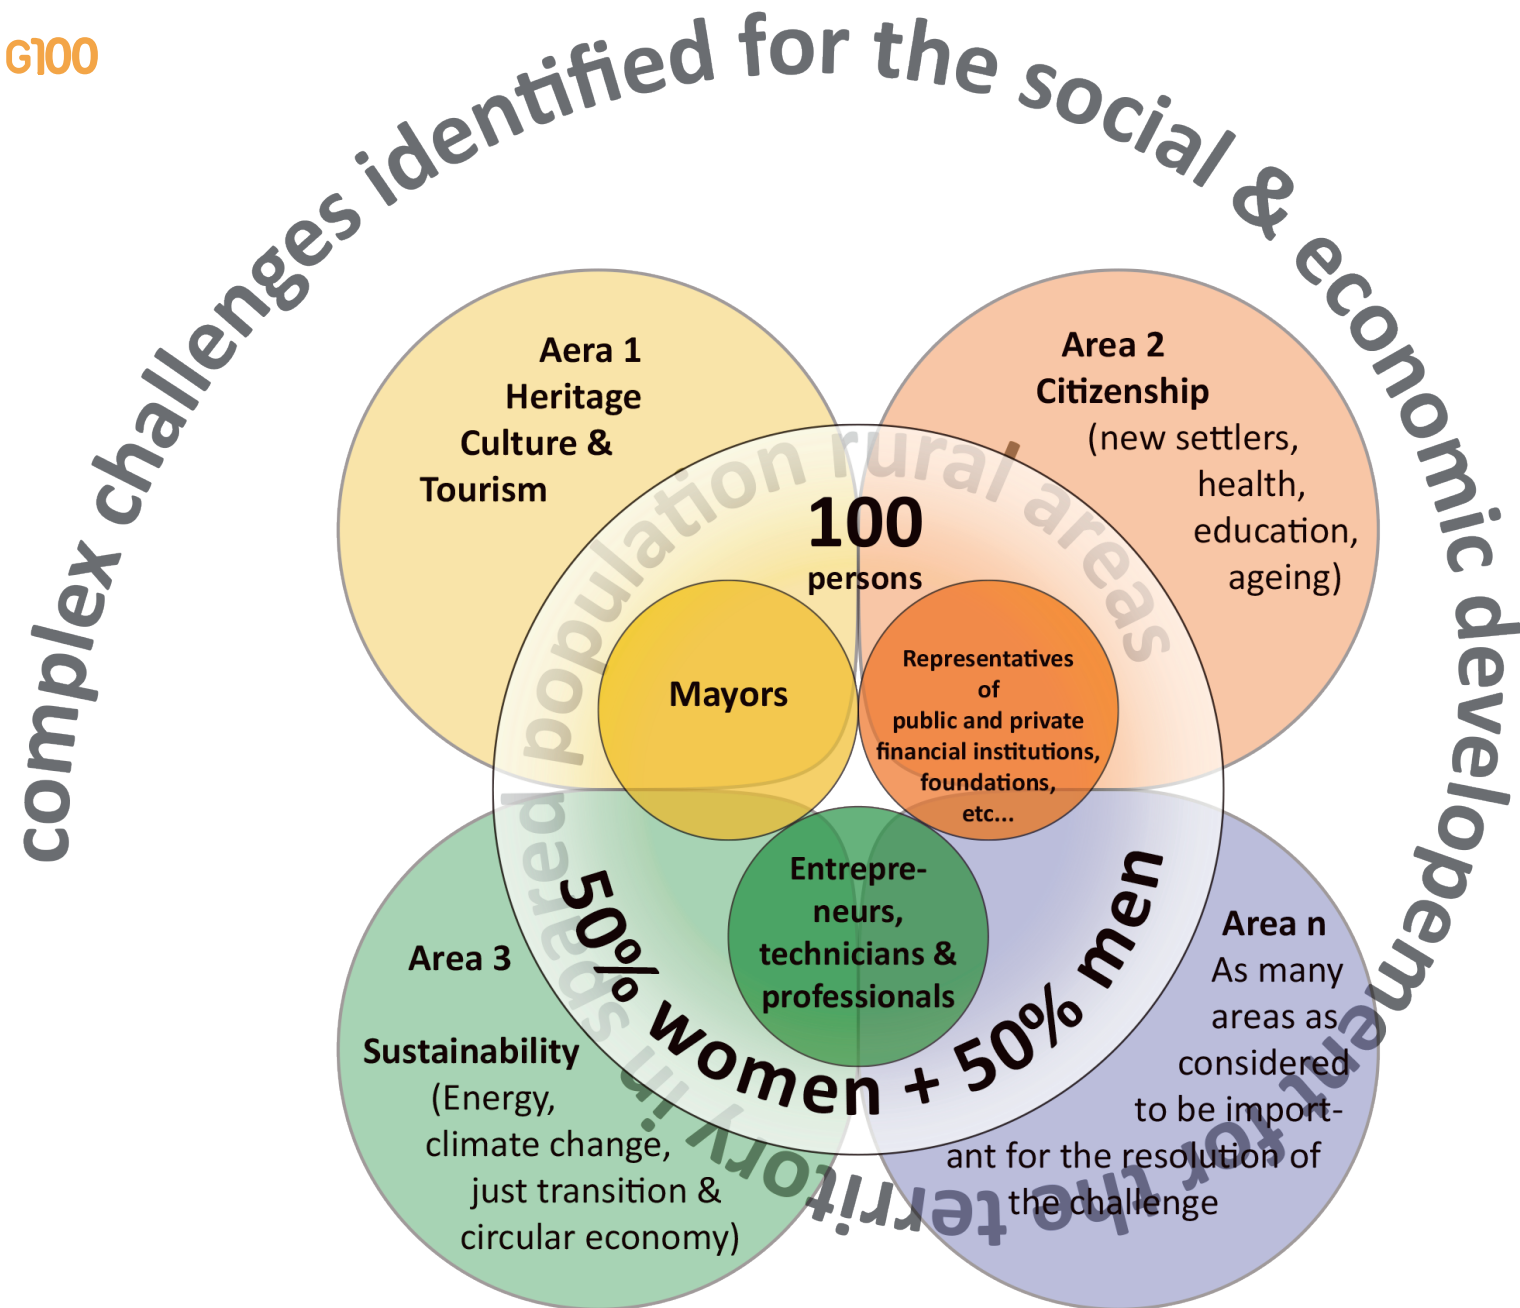 G100
complex challenges identified for the social & economic developement for the territory in spared population rural areas
Aera 1
Heritage
Culture &
Tourism
Area 2
Citizenship
(new settlers,
health,
education,
ageing)
100
persons
Mayors
Representatives
of
public and private
financial institutions,
foundations,
etc...
Entrepre-
neurs,
technicians &
professionals
50% women + 50% men
Area 3
Sustainability
(Energy,
climate change,
just transition &
circular economy)
Area n
As many
areas as
considered
to be import-
ant for the resolution of
the challenge